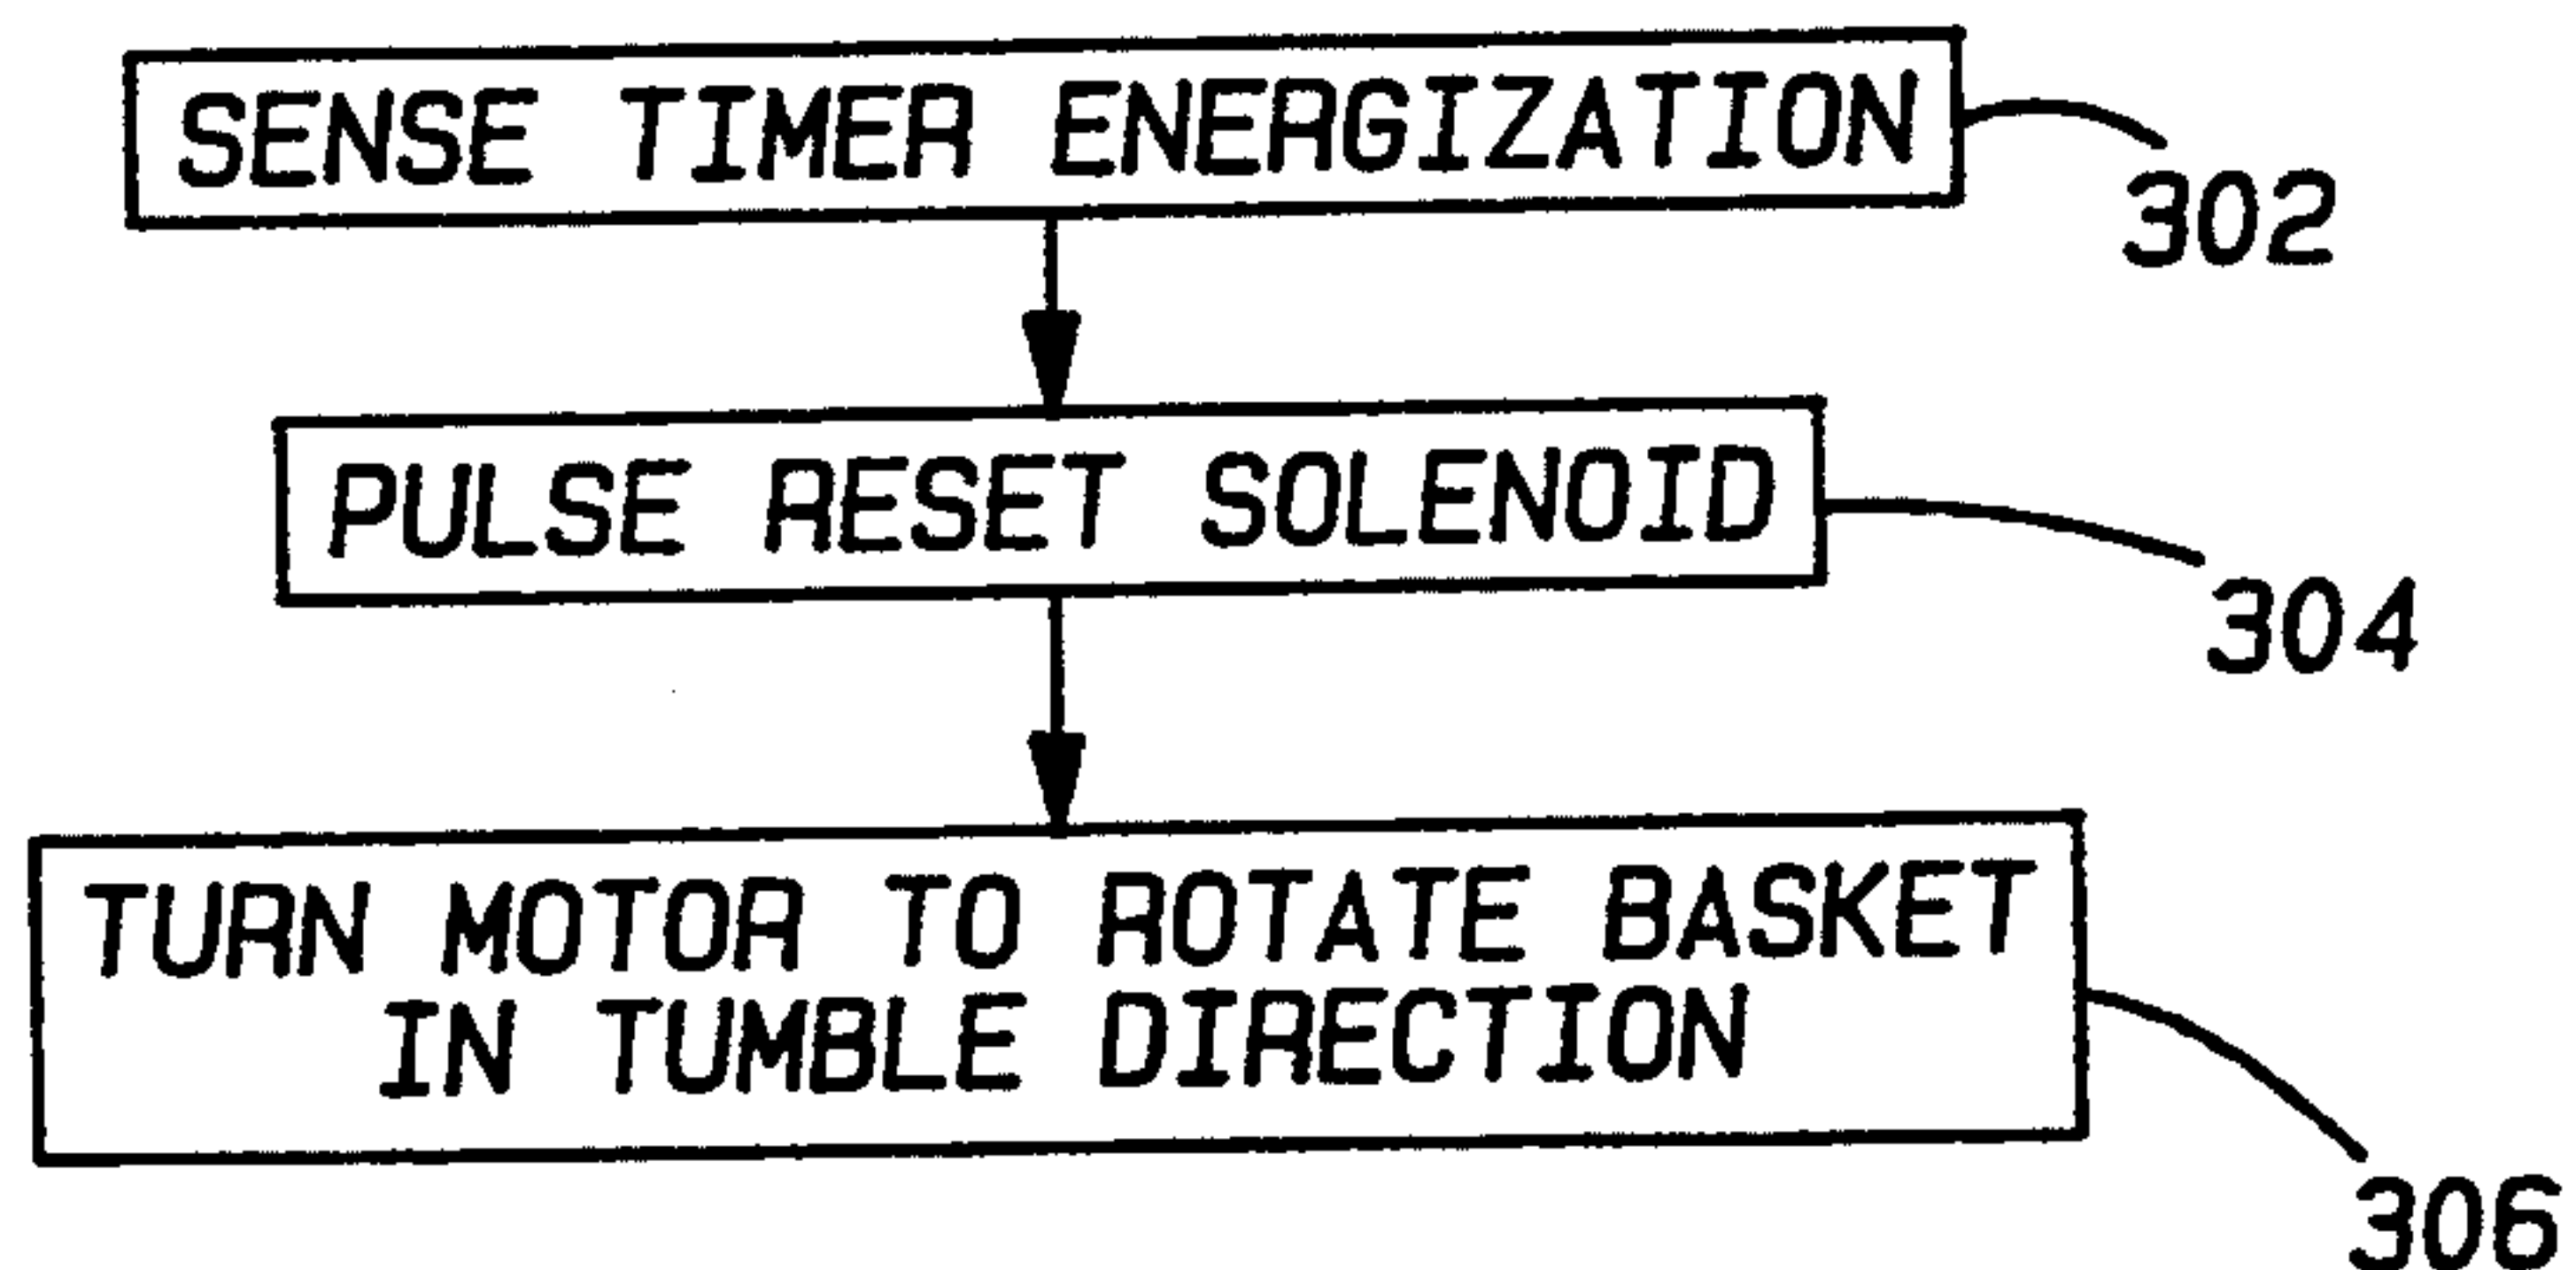 SENSE TIMER ENERGIZATION
302
PULSE RESET SOLENOID
304
TURN MOTOR TO ROTATE BASKET
IN TUMBLE DIRECTION
306